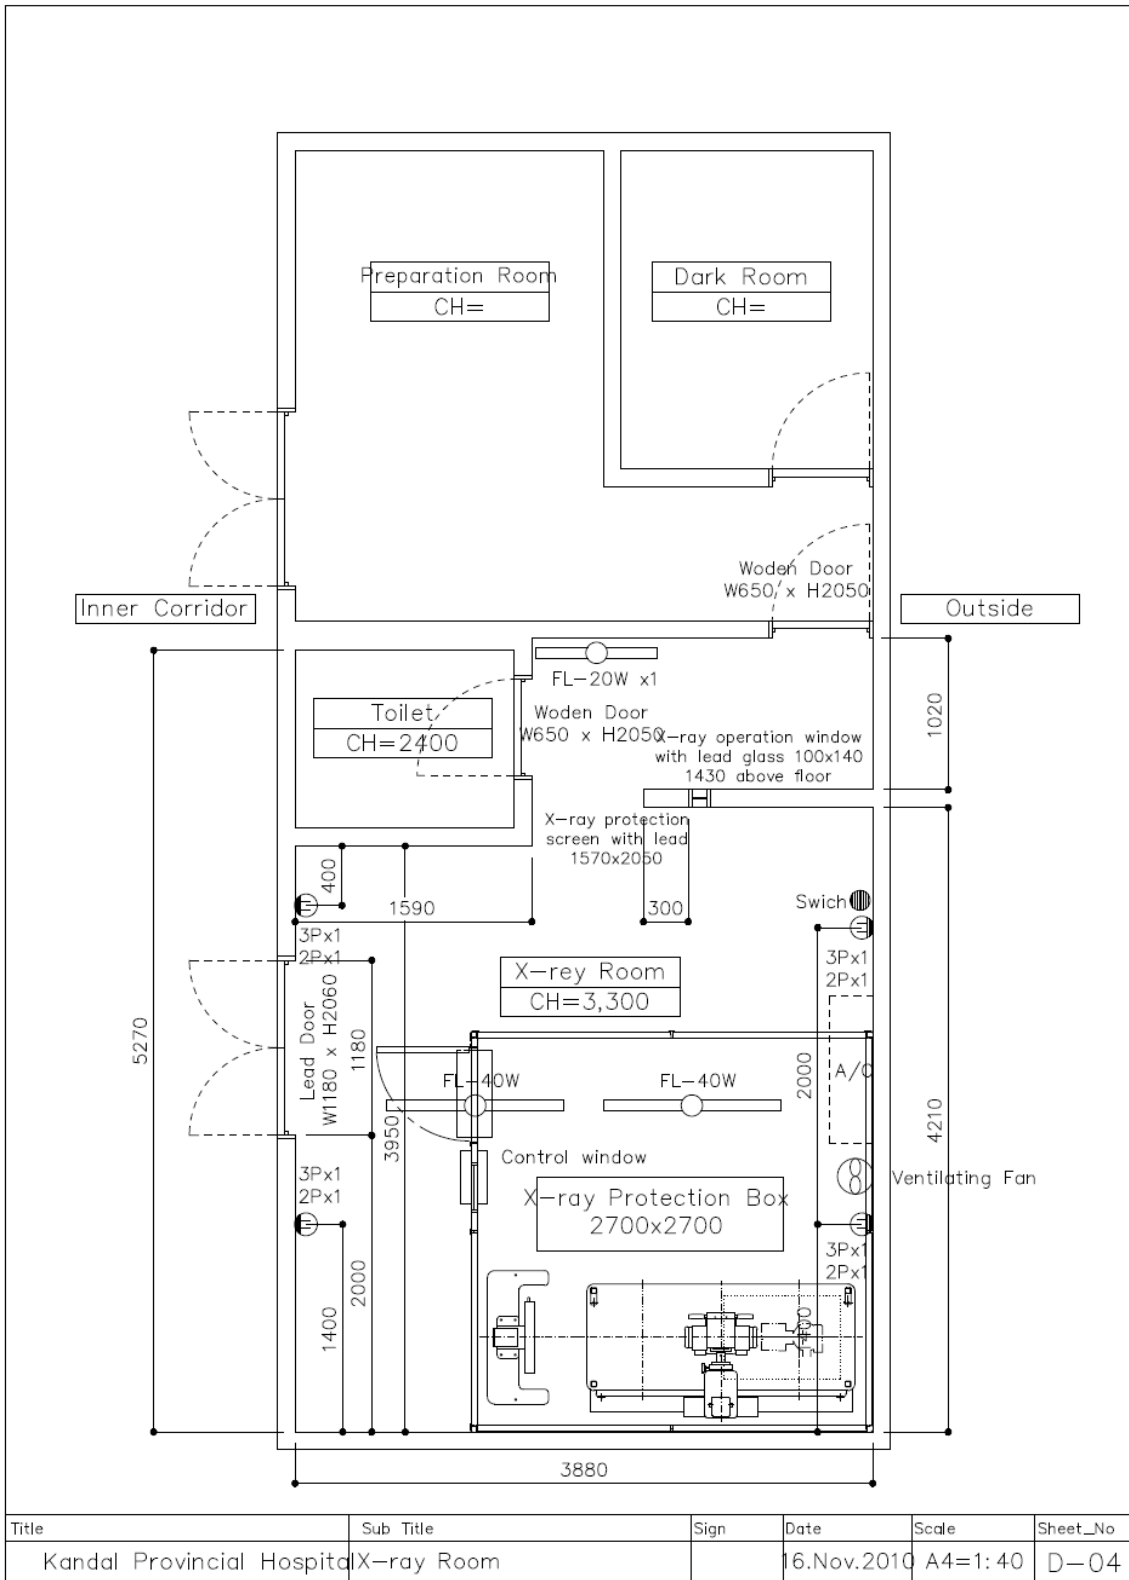 Preparation Room
CH=
Dark Room
CH=
Woden Door
W650 x H2050
Inner Corridor
Outside
FL-20W x1
Toilet
CH=2400
Woden Door
W650 x H2050
X-ray operation window
with lead glass 100x140
1430 above floor
1020
X-ray protection
screen with lead
1570x2050
400
1590
300
Swich
3Px1
2Px1
3Px1
2Px1
X-rey Room
CH=3,300
5270
Lead Door
W1180 x H2060
1180
3950
2000
A/C
4210
FL-40W
FL-40W
Control window
Ventilating Fan
3Px1
2Px1
X-ray Protection Box
2700x2700
3Px1
2Px1
1400
2000
1400
3880
Title
Sub Title
Sign
Date
Scale
Sheet_No
Kandal Provincial Hospital
X-ray Room
16.Nov.2010
A4=1:40
D-04